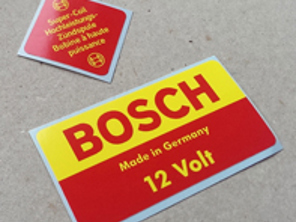 Super-Coil
Hochleistungs-
Zündspule
Bobine à haute
puissance
BOSCH
Made in Germany
12 Volt